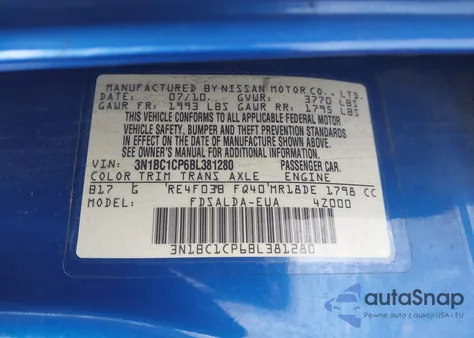 MANUFACTURED BY NISSAN MOTOR CO., LTD.
DATE: 07/10 GVWR: 3770 LBS
GAWR FR: 1993 LBS GAWR RR: 1795 LBS
THIS VEHICLE CONFORMS TO ALL APPLICABLE FEDERAL MOTOR
VEHICLE SAFETY, BUMPER AND THEFT PREVENTION STANDARDS IN
EFFECT ON THE DATE OF MANUFACTURE SHOWN ABOVE.
SEE OWNER'S MANUAL FOR ADDITIONAL INFORMATION
VIN: 3N1BC1CP6BL381280 PASSENGER CAR
COLOR TRIM TRANS AXLE ENGINE
B17 G RE4F03B FQ40 MR18DE 1798 CC
FDSALDA-EUA 4Z000
3N1BC1CP6BL381280
autoSnap
Pewne auta z aukcji USA i EU